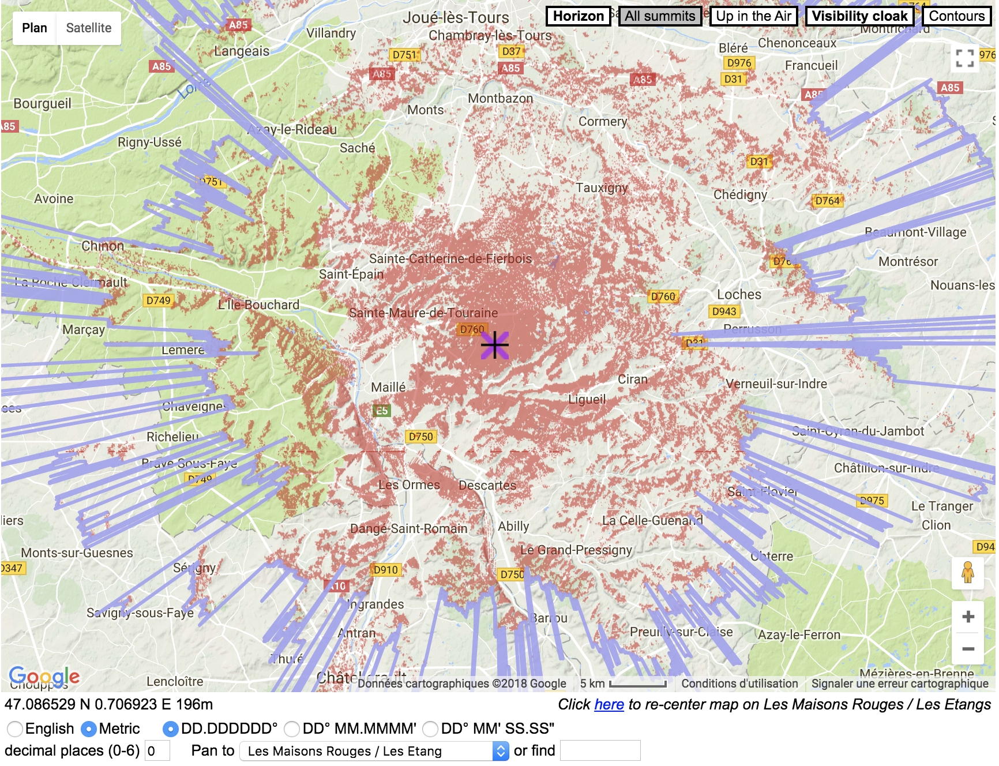 Plan
Satellite
Horizon
All summits
Up in the Air
Visibility cloak
Contours
Joué-lès-Tours
D764
A85
Villandry
Chambray-lès-Tours
Montrichard
Langeais
D751
D37
Bléré
Chenonceaux
976
A85
A85
A85
D976
Francueil
D31
A85
A85
A85
Loire
Bourgueil
Monts
Montbazon
A85
Azay-le-Rideau
Cormery
Rigny-Ussé
Saché
D31
D751
Tauxigny
Avoine
Chédigny
D764
Chinon
Beaumont-Village
Sainte-Catherine-de-Fierbois
D764
Montrésor
Saint-Épain
La Roche-Clermault
Nouans-les
D749
L'Île-Bouchard
D760
Loches
Sainte-Maure-de-Touraine
D943
Marçay
D760
Perrusson
Lémeré
D31
Maillé
Ciran
Verneuil-sur-Indre
Chaveignes
Ligueil
E5
Richelieu
D750
Saint-Cyran-du-Jambot
Braye-Sous-Faye
D749
Châtillon-sur-Indre
Les Ormes
Descartes
Saint-Flovier
D975
Le Tranger
liers
La Celle-Guenand
Clion
Dangé-Saint-Romain
Abilly
Monts-sur-Guesnes
Le Grand-Pressigny
D94
Sérigny
Obterre
D347
D910
D750
A10
Ingrandes
Savigny-sous-Faye
Barrou
Antran
Preuilly-sur-Claise
Azay-le-Ferron
Thuré
Google
Lencloître
Châtellerault
Mézières-en-Brenne
Chouppes
Données cartographiques ©2018 Google
5 km
Conditions d'utilisation
Signaler une erreur cartographique
47.086529 N 0.706923 E 196m
Click here to re-center map on Les Maisons Rouges / Les Etangs
English Metric DD.DDDDDD° DD° MM.MMMM' DD° MM' SS.SS"
decimal places (0-6) 0 Pan to Les Maisons Rouges / Les Etang or find